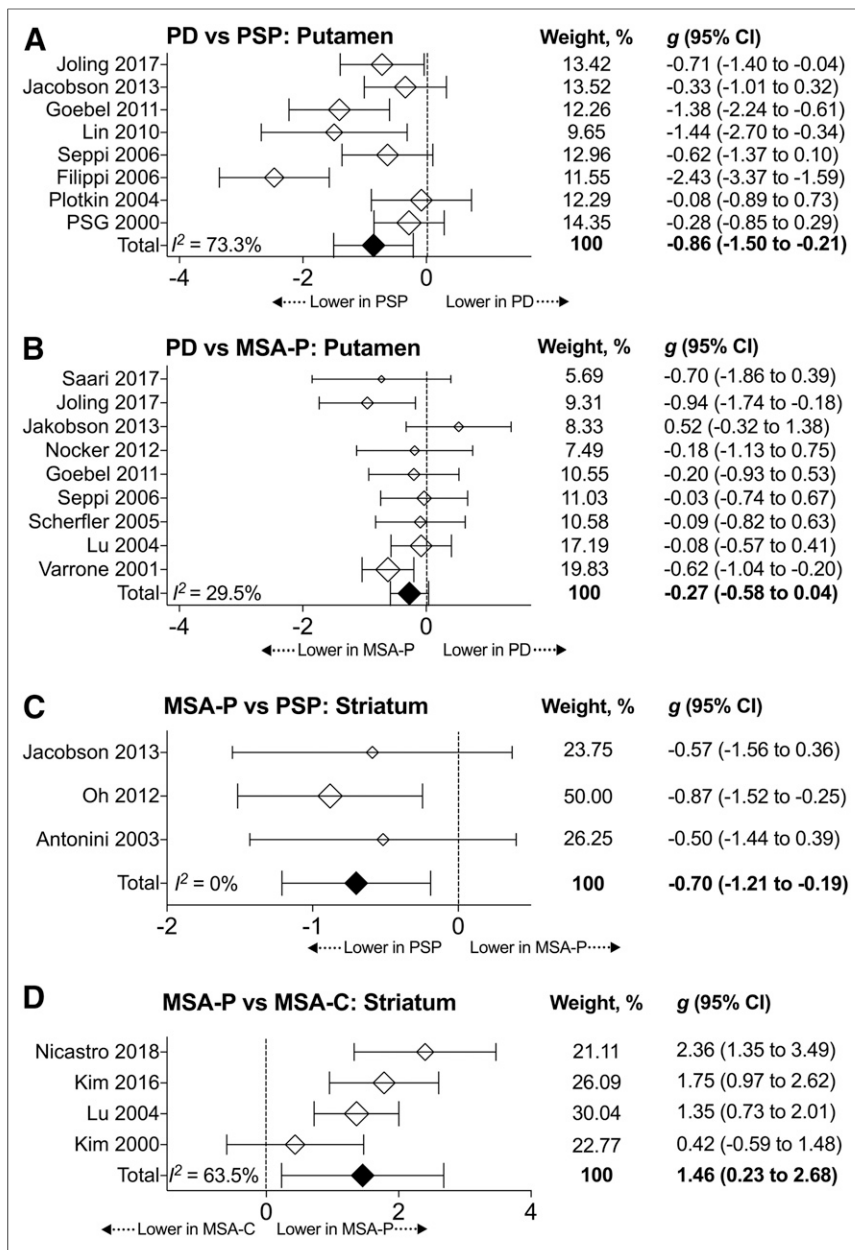 A PD vs PSP: Putamen Weight, % g (95% CI)
Joling 2017 13.42 -0.71 (-1.40 to -0.04)
Jacobson 2013 13.52 -0.33 (-1.01 to 0.32)
Goebel 2011 12.26 -1.38 (-2.24 to -0.61)
Lin 2010 9.65 -1.44 (-2.70 to -0.34)
Seppi 2006 12.96 -0.62 (-1.37 to 0.10)
Filippi 2006 11.55 -2.43 (-3.37 to -1.59)
Plotkin 2004 12.29 -0.08 (-0.89 to 0.73)
PSG 2000 14.35 -0.28 (-0.85 to 0.29)
Total I² = 73.3% 100 -0.86 (-1.50 to -0.21)
-4 -2 0
Lower in PSP Lower in PD
B PD vs MSA-P: Putamen Weight, % g (95% CI)
Saari 2017 5.69 -0.70 (-1.86 to 0.39)
Joling 2017 9.31 -0.94 (-1.74 to -0.18)
Jakobson 2013 8.33 0.52 (-0.32 to 1.38)
Nocker 2012 7.49 -0.18 (-1.13 to 0.75)
Goebel 2011 10.55 -0.20 (-0.93 to 0.53)
Seppi 2006 11.03 -0.03 (-0.74 to 0.67)
Scherfler 2005 10.58 -0.09 (-0.82 to 0.63)
Lu 2004 17.19 -0.08 (-0.57 to 0.41)
Varrone 2001 19.83 -0.62 (-1.04 to -0.20)
Total I² = 29.5% 100 -0.27 (-0.58 to 0.04)
-4 -2 0
Lower in MSA-P Lower in PD
C MSA-P vs PSP: Striatum Weight, % g (95% CI)
Jacobson 2013 23.75 -0.57 (-1.56 to 0.36)
Oh 2012 50.00 -0.87 (-1.52 to -0.25)
Antonini 2003 26.25 -0.50 (-1.44 to 0.39)
Total I² = 0% 100 -0.70 (-1.21 to -0.19)
-2 -1 0
Lower in PSP Lower in MSA-P
D MSA-P vs MSA-C: Striatum Weight, % g (95% CI)
Nicastro 2018 21.11 2.36 (1.35 to 3.49)
Kim 2016 26.09 1.75 (0.97 to 2.62)
Lu 2004 30.04 1.35 (0.73 to 2.01)
Kim 2000 22.77 0.42 (-0.59 to 1.48)
Total I² = 63.5% 100 1.46 (0.23 to 2.68)
0 2 4
Lower in MSA-C Lower in MSA-P